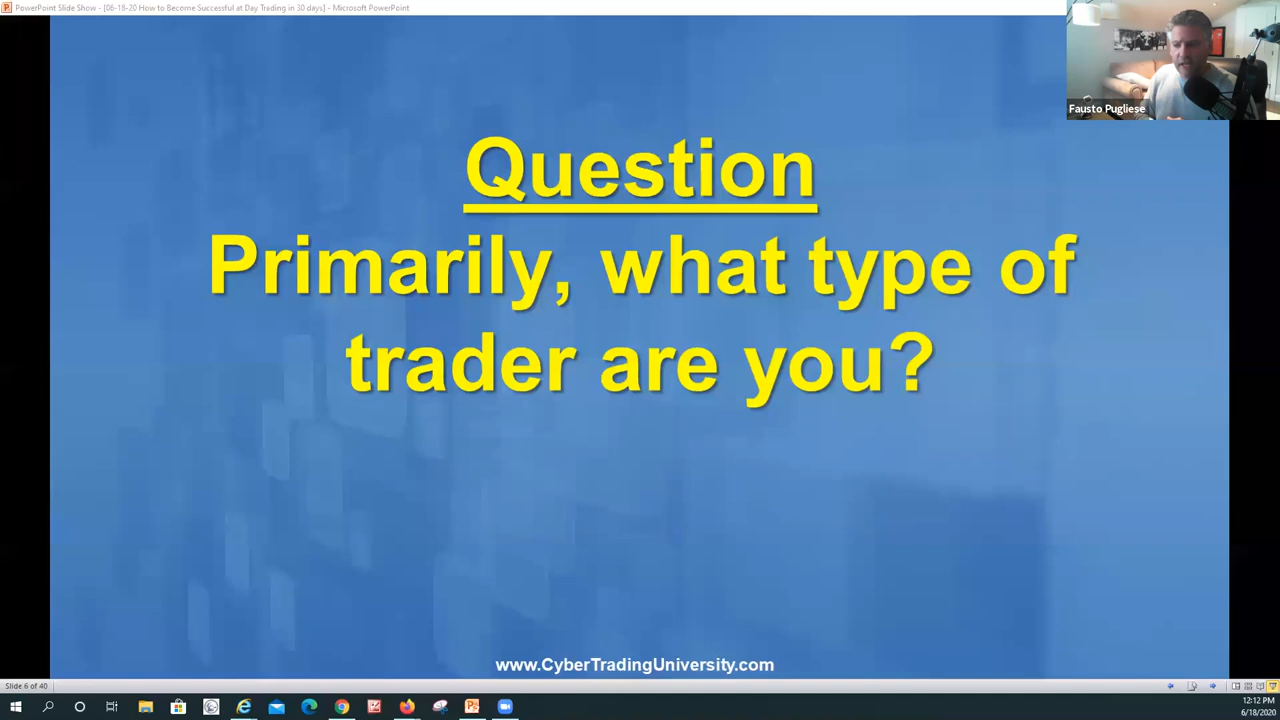 PowerPoint Slide Show - [06-18-20 How to Become Successful at Day Trading in 30 days] - Microsoft PowerPoint
Fausto Pugliese
Question
Primarily, what type of
trader are you?
www.CyberTradingUniversity.com
Slide 6 of 40
12:12 PM
6/18/2020